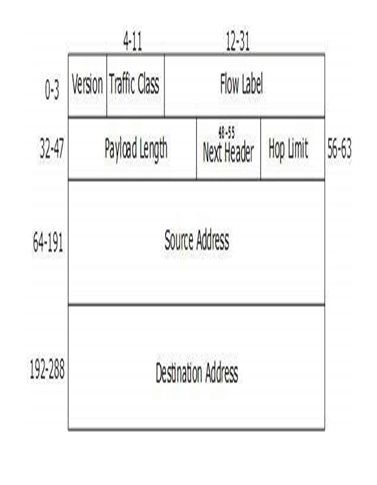 4-11 12-31
0-3 Version Traffic Class Flow Label
48-55
32-47 Payload Length Next Header Hop Limit 56-63
64-191 Source Address
192-288 Destination Address